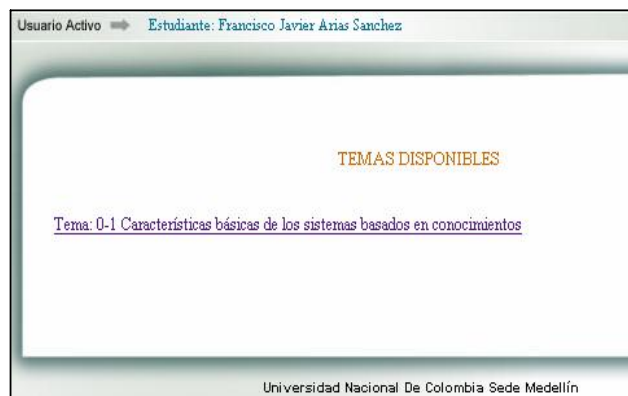 Usuario Activo Estudiante: Francisco Javier Arias Sanchez
TEMAS DISPONIBLES
Tema: 0-1 Características básicas de los sistemas basados en conocimientos
Universidad Nacional De Colombia Sede Medellín